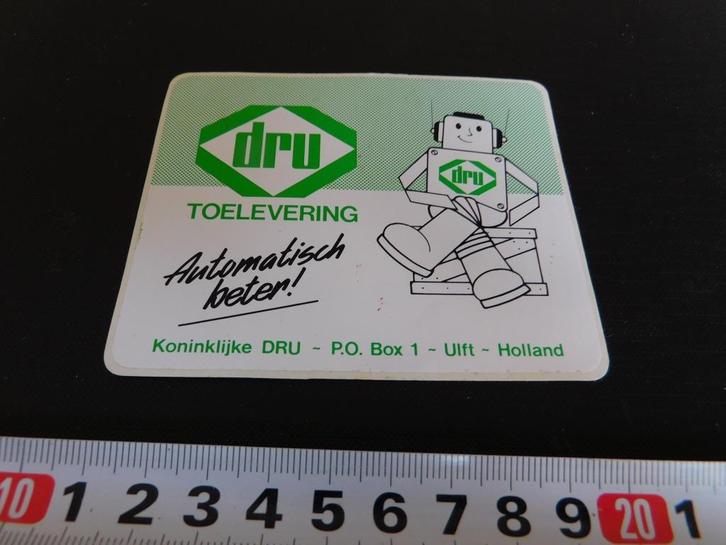 dru
dru
TOELEVERING
Automatisch
beter!
Koninklijke DRU ~ P.O. Box 1 ~ Ulft ~ Holland
10 1 2 3 4 5 6 7 8 9 20 1